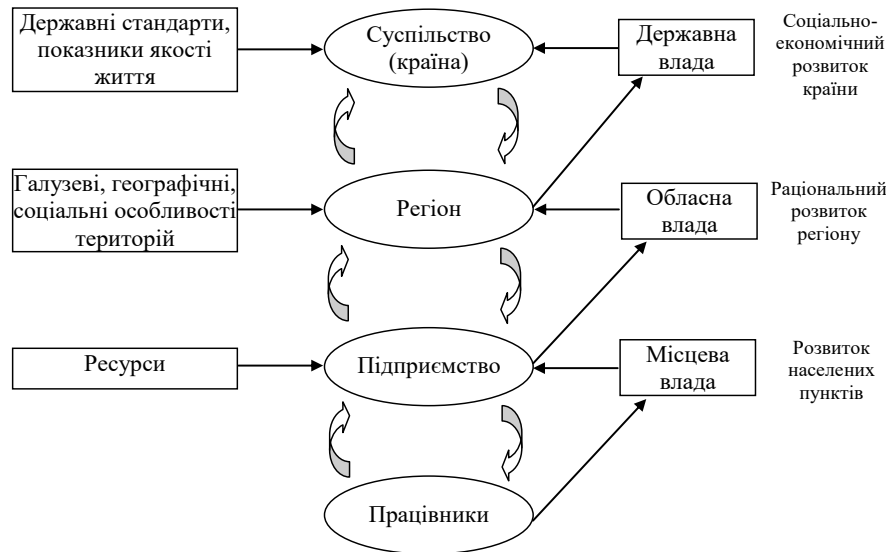 Державні стандарти,
показники якості
життя
Суспільство
(країна)
Державна
влада
Соціально-
економічний
розвиток
країни
Галузеві, географічні,
соціальні особливості
територій
Регіон
Обласна
влада
Раціональний
розвиток
регіону
Ресурси
Підприємство
Місцева
влада
Розвиток
населених
пунктів
Працівники